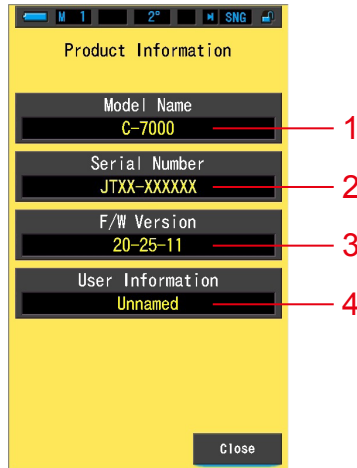 M 1 2° SNG
Product Information
Model Name
C-7000 1
Serial Number
JTXX-XXXXXX 2
F/W Version
20-25-11 3
User Information
Unnamed 4
Close